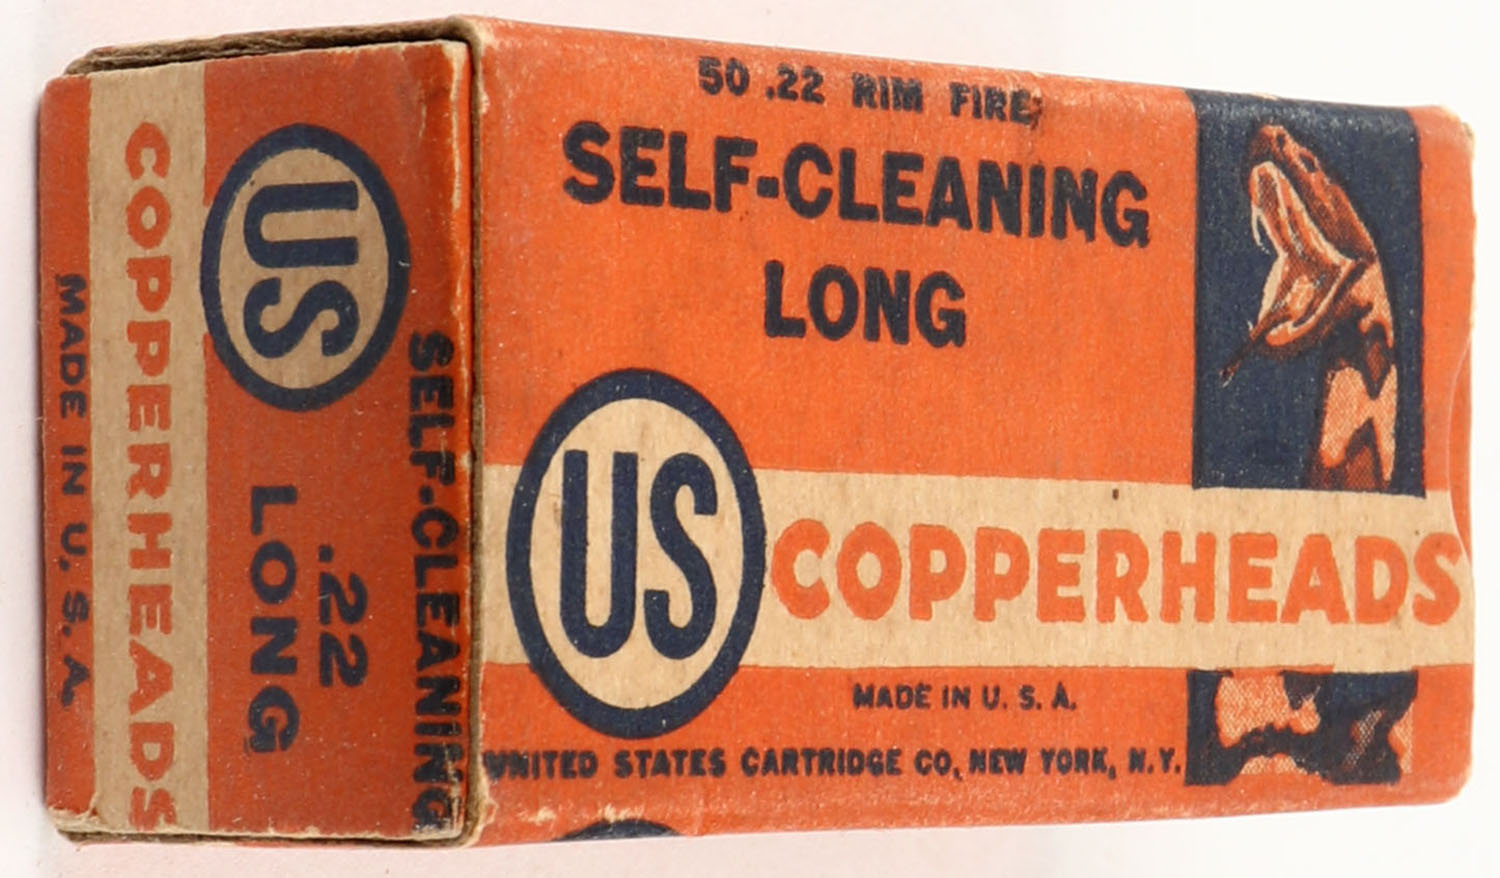 50 .22 RIM FIRE
SELF-CLEANING
LONG
US
COPPERHEADS
MADE IN U. S. A.
UNITED STATES CARTRIDGE CO., NEW YORK, N.Y.
SELF-CLEANING
.22
LONG
US
COPPERHEADS
MADE IN U. S. A.